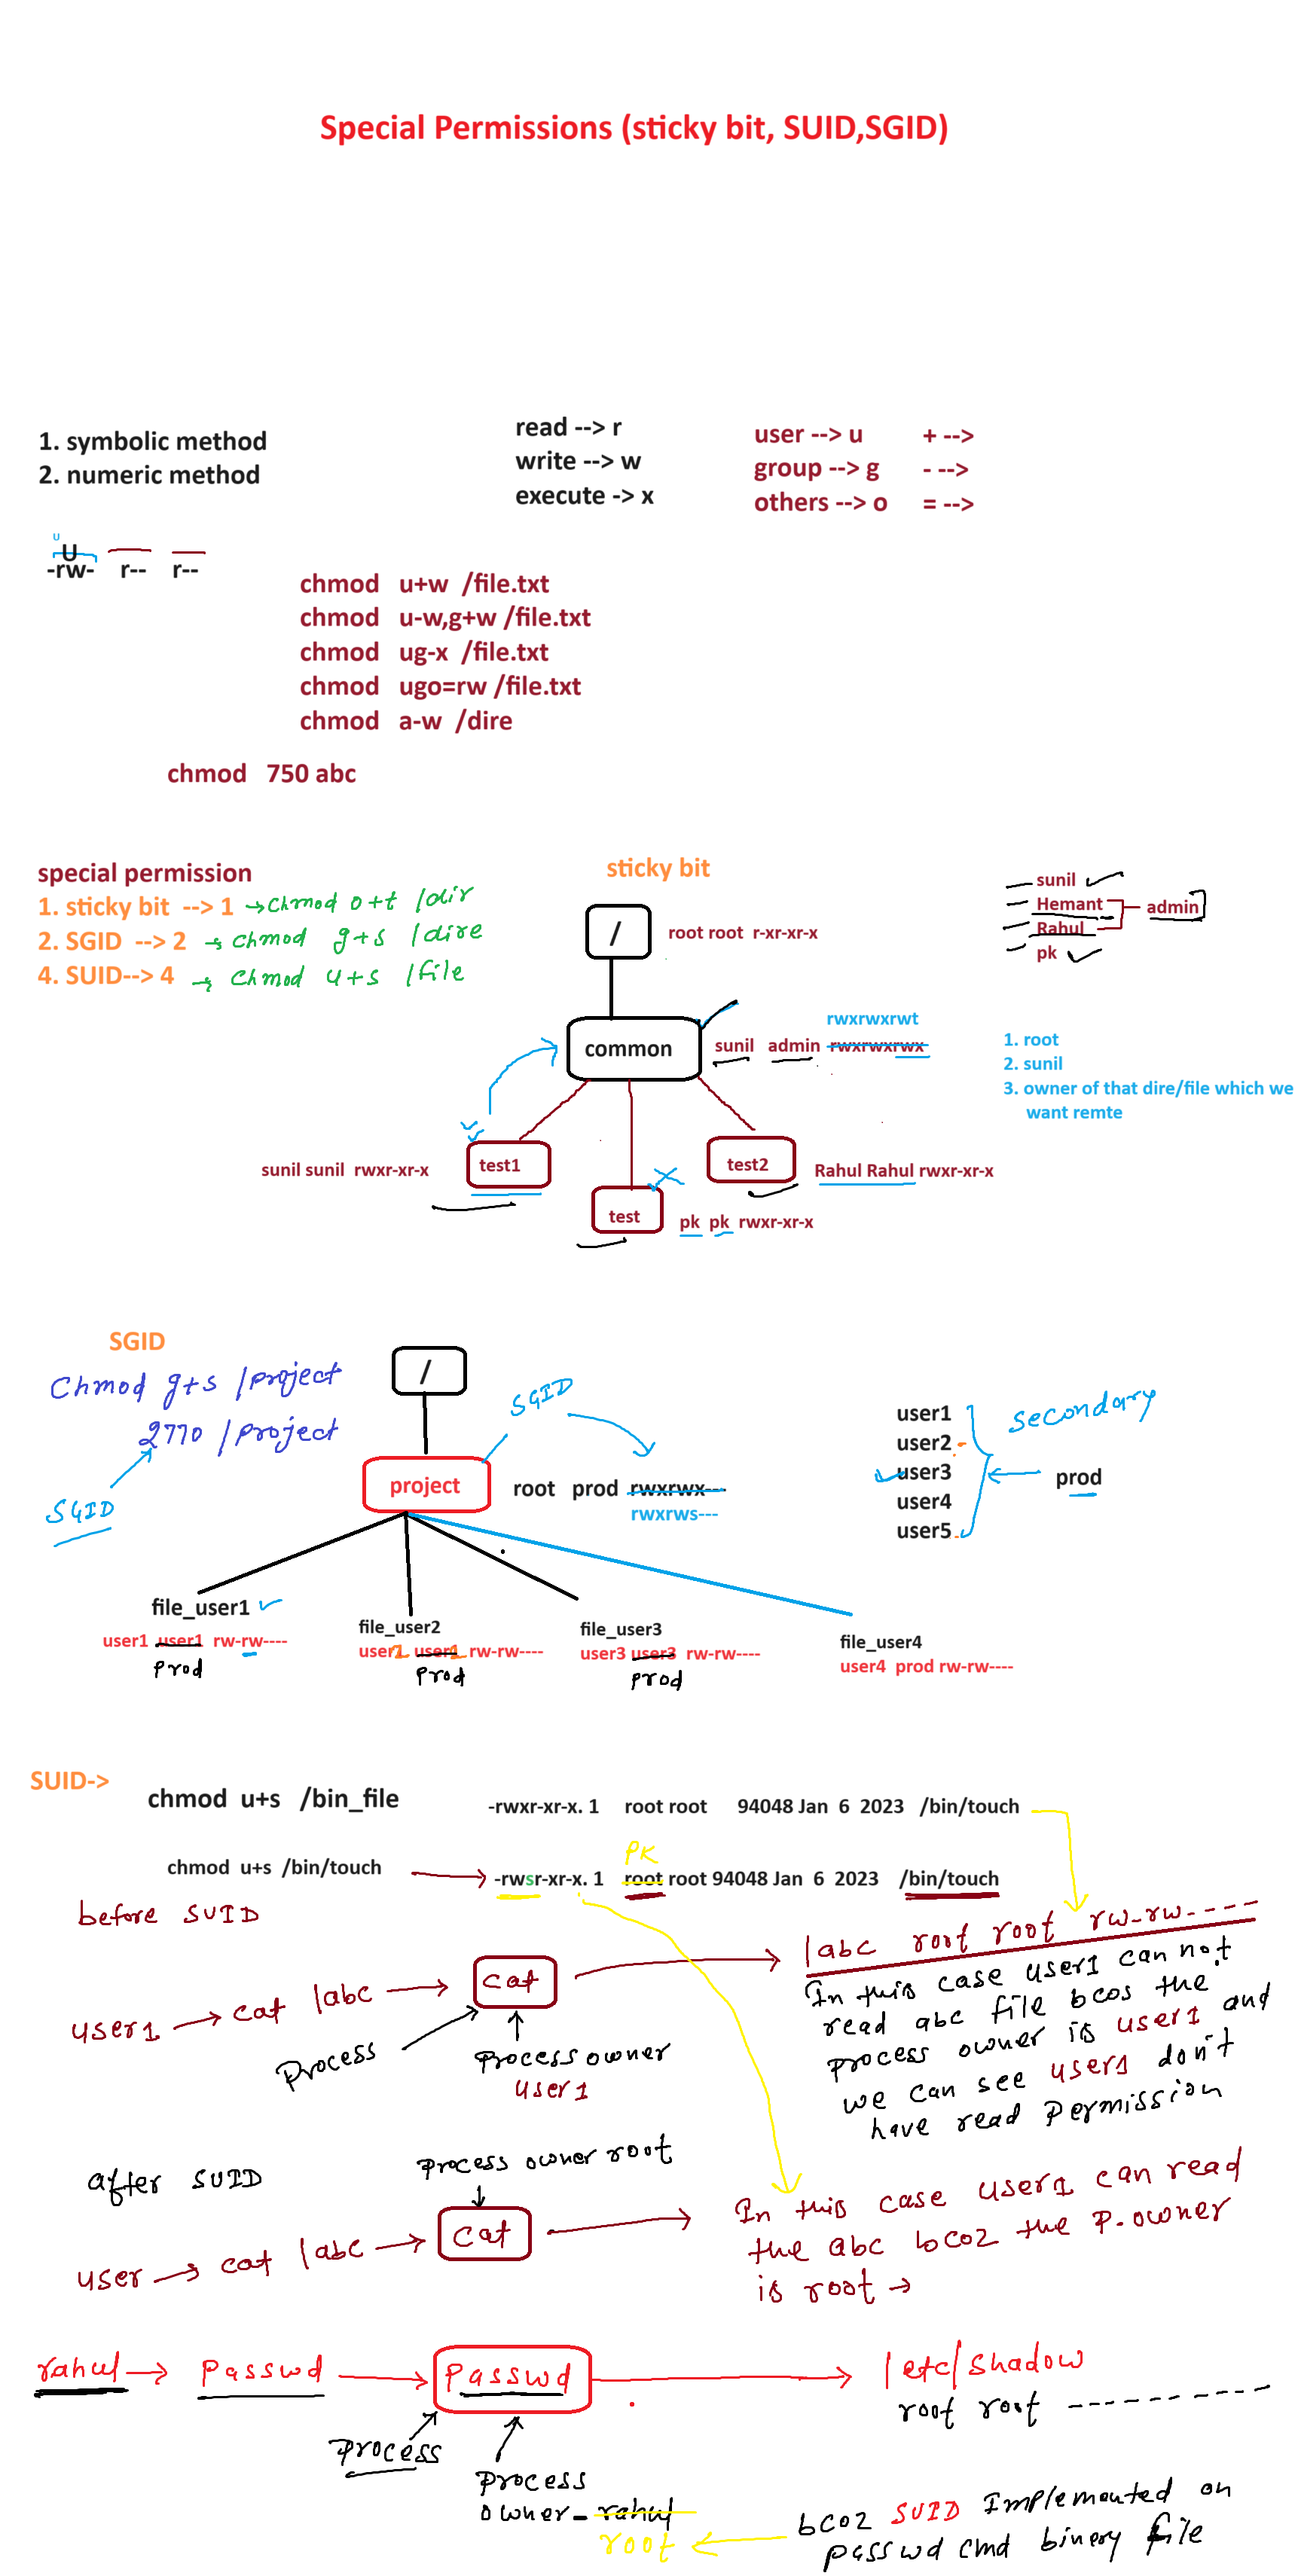 Special Permissions (sticky bit, SUID,SGID)
1. symbolic method
2. numeric method
read --> r
write --> w
execute -> x
user --> u + -->
group --> g - -->
others --> o = -->
U
U
-rw- r-- r--
chmod u+w /file.txt
chmod u-w,g+w /file.txt
chmod ug-x /file.txt
chmod ugo=rw /file.txt
chmod a-w /dire
chmod 750 abc
special permission
1. sticky bit --> 1 → chmod o+t /dir
2. SGID --> 2 → chmod g+s /dire
4. SUID--> 4 → chmod u+s /file
sticky bit
/ root root r-xr-xr-x
sunil
Hemant
Rahul
pk
admin
rwxrwxrwt
common sunil admin rwxrwxrwx
1. root
2. sunil
3. owner of that dire/file which we
want remte
sunil sunil rwxr-xr-x test1
test2 Rahul Rahul rwxr-xr-x
test pk pk rwxr-xr-x
SGID
chmod g+s /project
2770 /project
SGID
/
SGID
project root prod rwxrwx---
rwxrws---
user1
user2
user3
user4
user5
secondary
prod
file_user1
user1 user1 rw-rw----
prod
file_user2
user2 user2 rw-rw----
prod
file_user3
user3 user3 rw-rw----
prod
file_user4
user4 prod rw-rw----
SUID->
chmod u+s /bin_file
-rwxr-xr-x. 1 root root 94048 Jan 6 2023 /bin/touch
PK
chmod u+s /bin/touch
-rwsr-xr-x. 1 root root 94048 Jan 6 2023 /bin/touch
before SUID
user1 → cat /abc → cat
Process
Process owner
user1
/abc root root rw-rw----
In this case user1 can not
read abc file bcos the
process owner is user1 and
we can see user1 don't
have read Permission
after SUID
Process owner root
user → cat /abc → cat
In this case user1 can read
the abc bcoz the P.owner
is root →
rahul → Passwd → Passwd → /etc/shadow
root root ----------
Process
Process
owner - rahul
root
bcoz SUID Implemented on
passwd cmd binery file